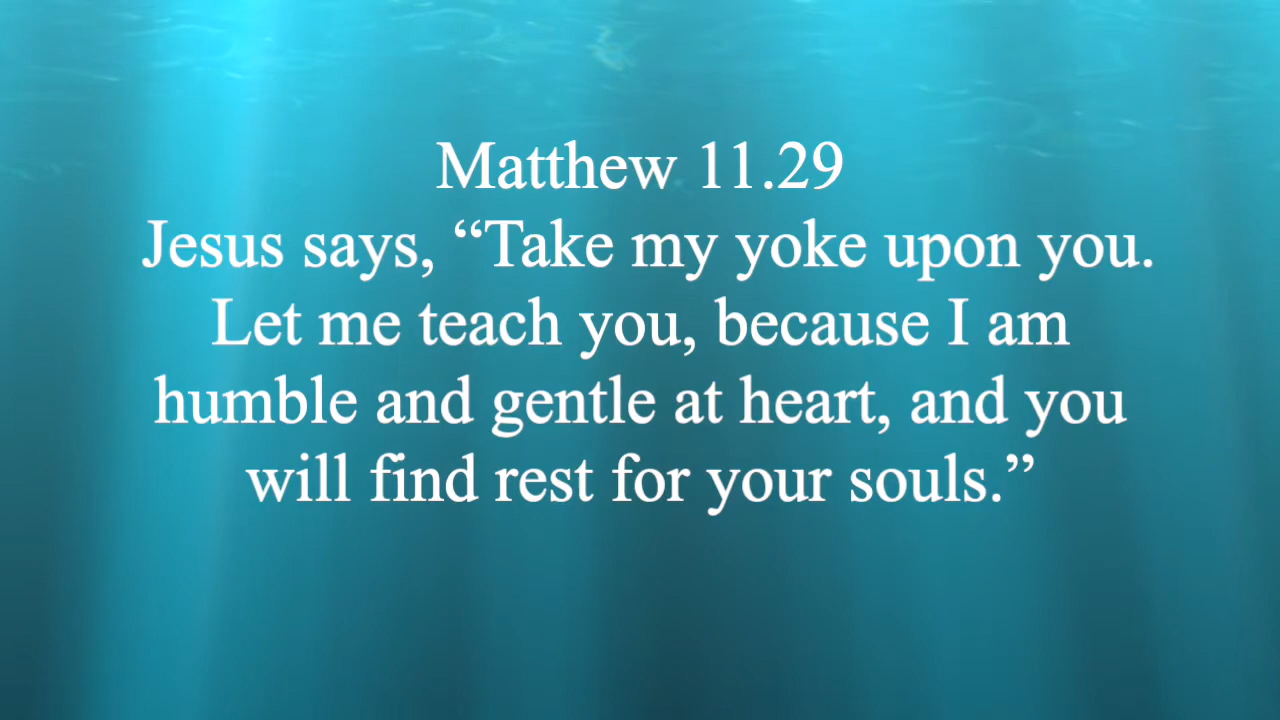 Matthew 11.29
Jesus says, “Take my yoke upon you.
Let me teach you, because I am
humble and gentle at heart, and you
will find rest for your souls.”